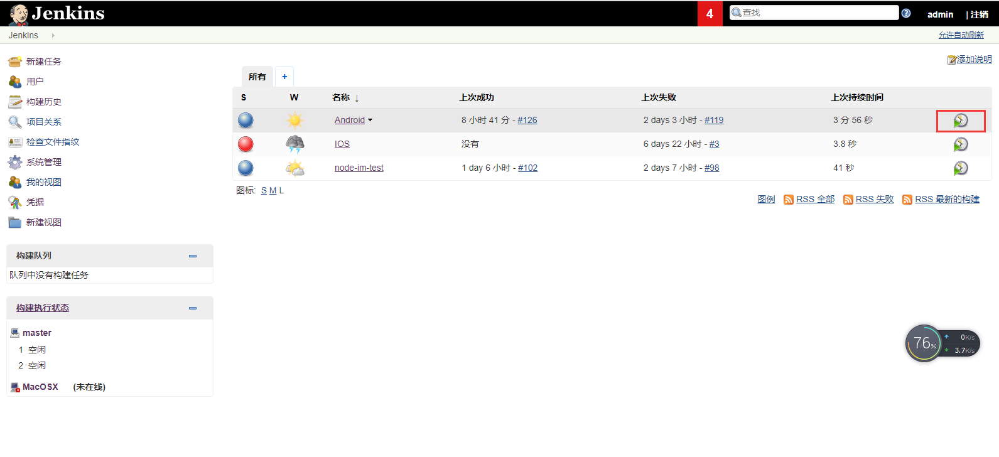 Jenkins
4
查找
admin
| 注销
Jenkins
允许自动刷新
新建任务
用户
构建历史
项目关系
检查文件指纹
系统管理
我的视图
凭据
新建视图
构建队列
队列中没有构建任务
构建执行状态
master
1 空闲
2 空闲
MacOSX (未在线)
添加说明
所有 +
S W 名称 ↓ 上次成功 上次失败 上次持续时间
Android 8 小时 41 分 - #126 2 days 3 小时 - #119 3 分 56 秒
IOS 没有 6 days 22 小时 - #3 3.8 秒
node-im-test 1 day 6 小时 - #102 2 days 7 小时 - #98 41 秒
图标: S M L
图例 RSS 全部 RSS 失败 RSS 最新的构建
76%
0K/s
3.7K/s